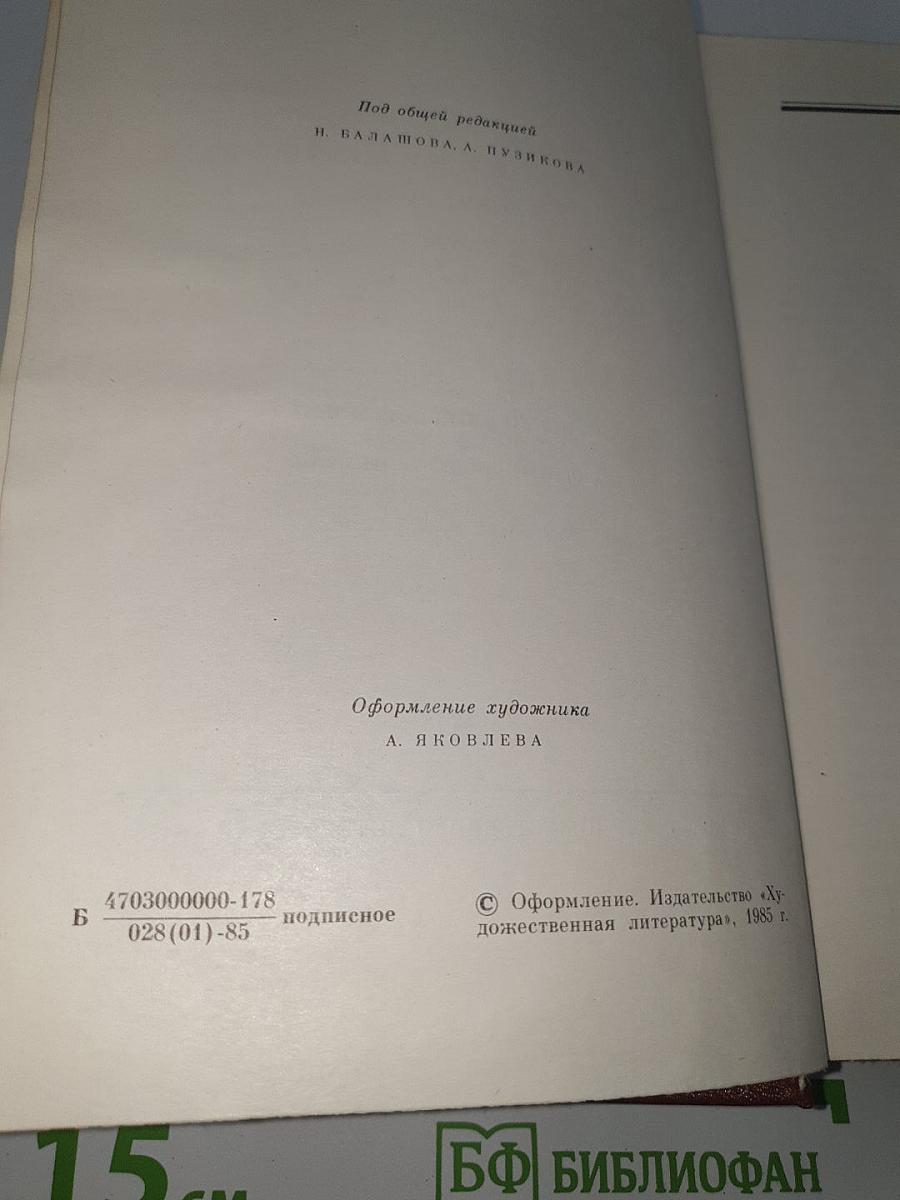 Под общей редакцией
Н. БАЛАШОВА, А. ПУЗИКОВА
Оформление художника
А. ЯКОВЛЕВА
Б 4703000000-178 подписное
028(01)-85
© Оформление. Издательство «Ху-
дожественная литература», 1985 г.
15 см
БФ БИБЛИОФАН